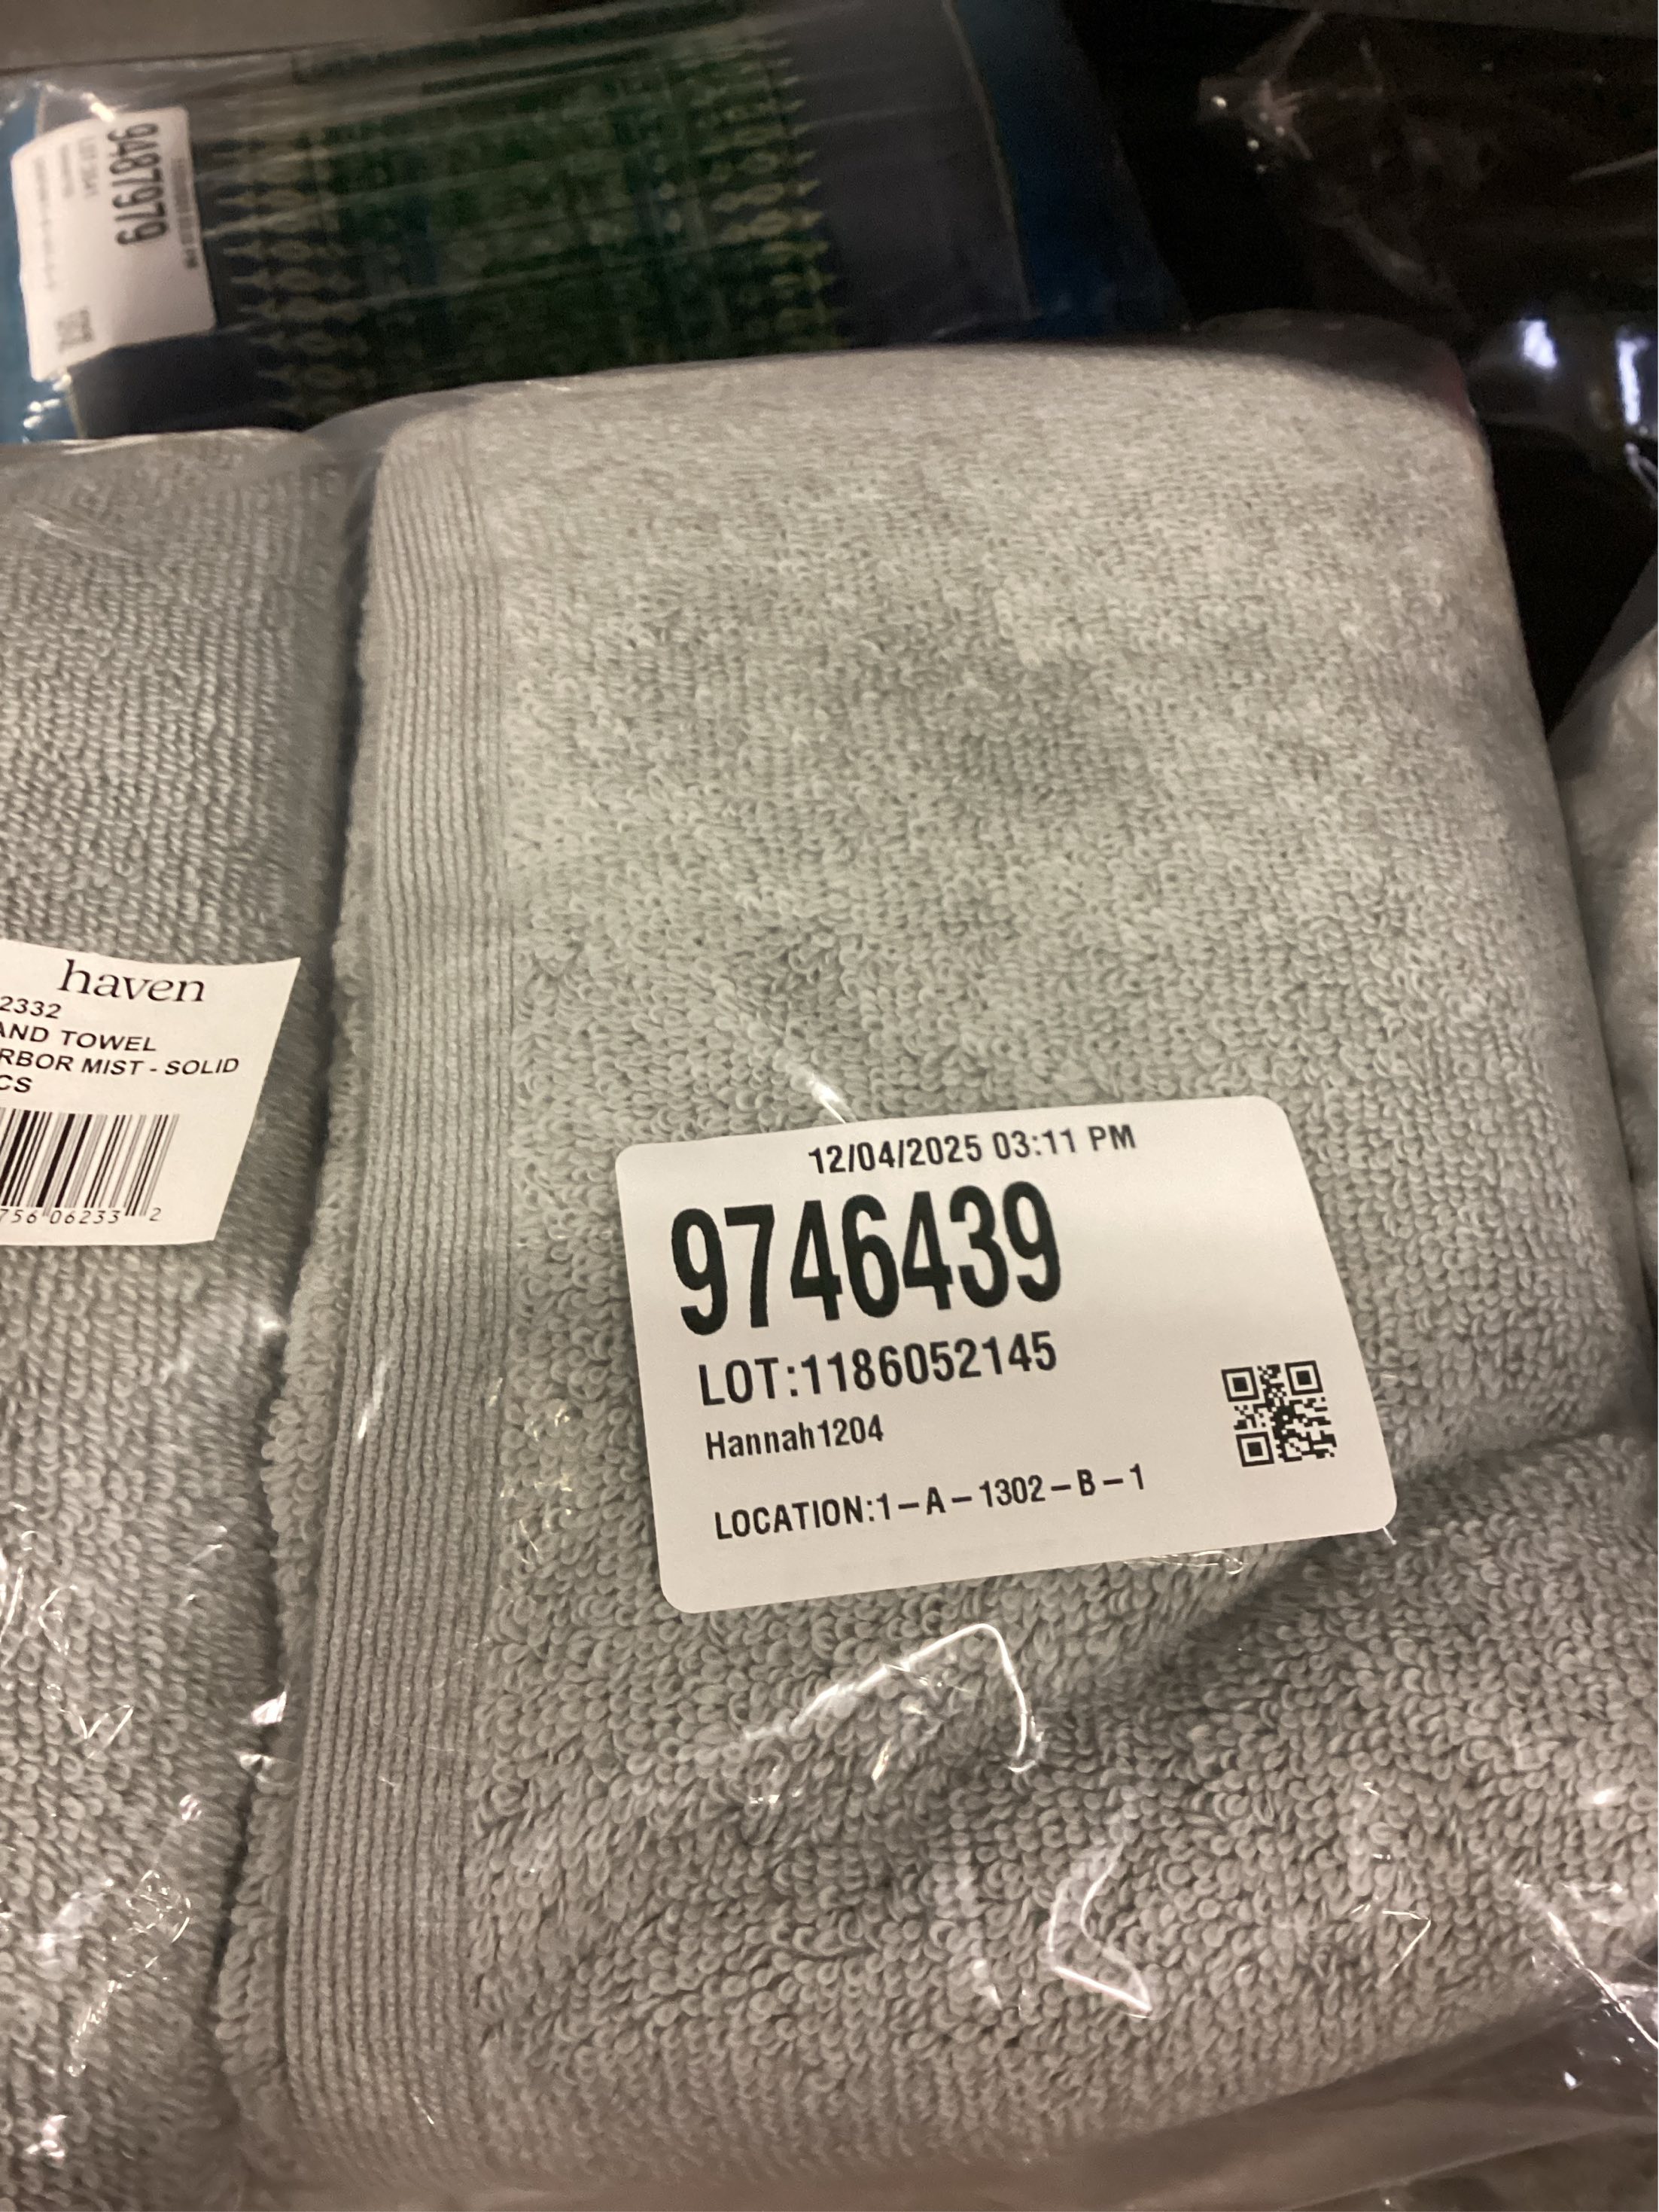 9487979
haven
2332
AND TOWEL
RBOR MIST - SOLID
CS
756 06233 2
12/04/2025 03:11 PM
9746439
LOT:1186052145
Hannah1204
LOCATION:1-A-1302-B-1